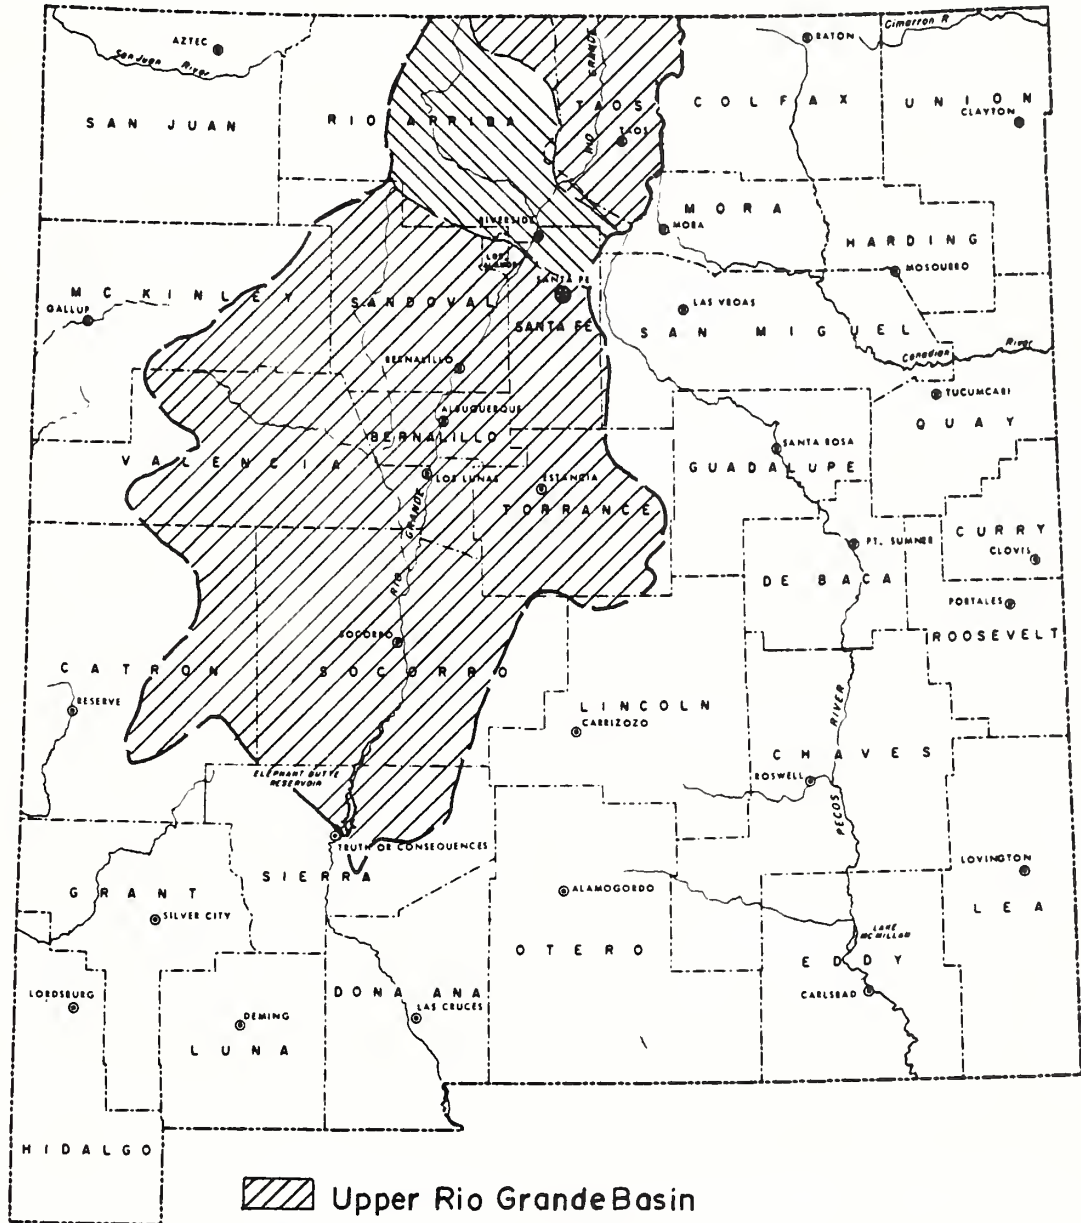 Cimarron R
AZTEC
RATON
San Juan River
RIO GRANDE
TAOS
COLFAX
UNION
CLAYTON
SAN JUAN
RIO ARRIBA
TAOS
MORA
RIVERSIDE
MORA
HARDING
LOS ALAMOS
MOSQUERO
SANTA FE
MC KINLEY
SANDOVAL
LAS VEGAS
GALLUP
SANTA FE
SAN MIGUEL
Canadian River
BERNALILLO
TUCUMCARI
ALBUQUERQUE
QUAY
BERNALILLO
SANTA ROSA
VALENCIA
GUADALUPE
LOS LUNAS
ESTANCIA
TORRANCE
RIO GRANDE
CURRY
FT. SUMNER
CLOVIS
DE BACA
PORTALES
SOCORRO
ROOSEVELT
CATRON
SOCORRO
RESERVE
LINCOLN
PECOS RIVER
CARRIZOZO
CHAVES
ELEPHANT BUTTE
RESERVOIR
ROSWELL
TRUTH OR CONSEQUENCES
LOVINGTON
SIERRA
GRANT
ALAMOGORDO
SILVER CITY
LEA
LAKE
MCMILLAN
OTERO
EDDY
LORDSBURG
DONA ANA
CARLSBAD
DEMING
LAS CRUCES
LUNA
HIDALGO
Upper Rio Grande Basin